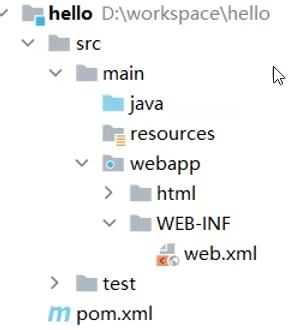 hello D:\workspace\hello
src
main
java
resources
webapp
html
WEB-INF
web.xml
test
m pom.xml